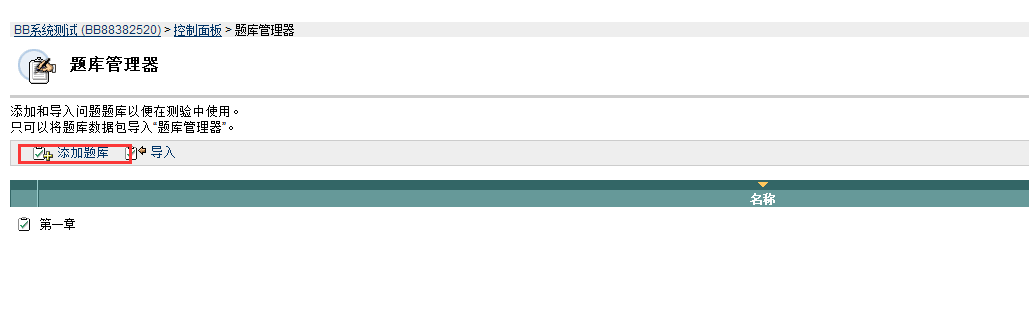 BB系统测试 (BB88382520) > 控制面板 > 题库管理器
题库管理器
添加和导入问题题库以便在测验中使用。
只可以将题库数据包导入“题库管理器”。
添加题库 导入
名称
第一章